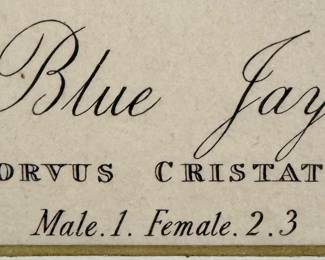 Blue Jay
ORVUS CRISTAT
Male. 1. Female. 2. 3